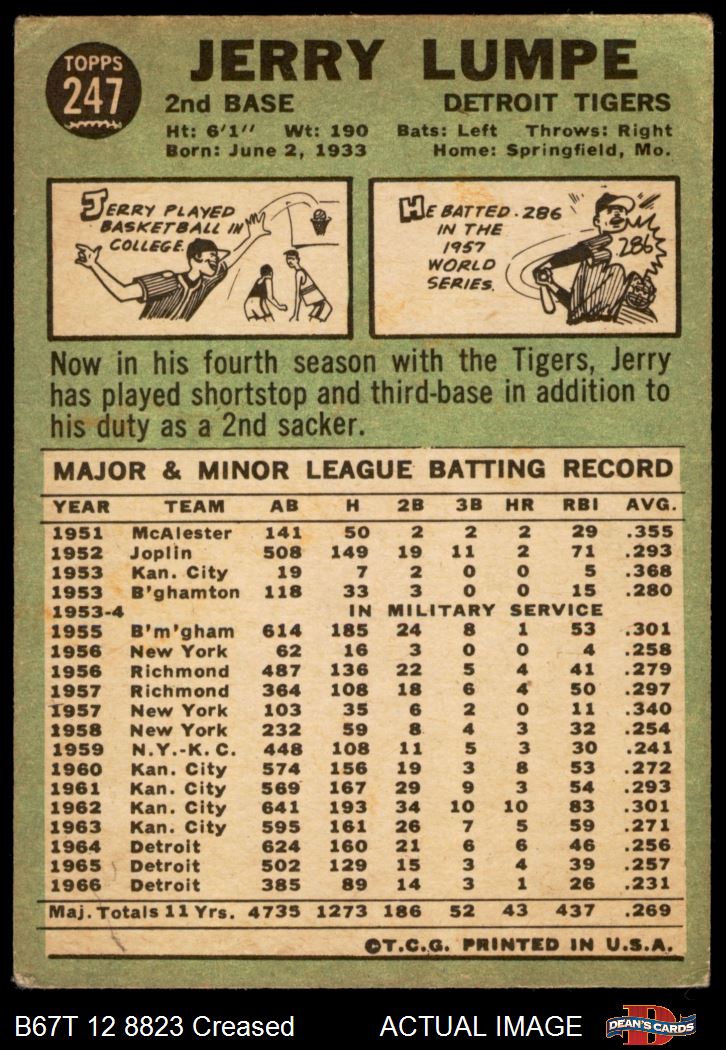 TOPPS
247
JERRY LUMPE
2nd BASE DETROIT TIGERS
Ht: 6'1" Wt: 190 Bats: Left Throws: Right
Born: June 2, 1933 Home: Springfield, Mo.
JERRY PLAYED
BASKETBALL IN
COLLEGE.
HE BATTED .286
IN THE
1957
WORLD
SERIES.
286
Now in his fourth season with the Tigers, Jerry
has played shortstop and third-base in addition to
his duty as a 2nd sacker.
MAJOR & MINOR LEAGUE BATTING RECORD
YEAR TEAM AB H 2B 3B HR RBI AVG.
1951 McAlester 141 50 2 2 2 29 .355
1952 Joplin 508 149 19 11 2 71 .293
1953 Kan. City 19 7 2 0 0 5 .368
1953 B'ghamton 118 33 3 0 0 15 .280
1953-4 IN MILITARY SERVICE
1955 B'm'gham 614 185 24 8 1 53 .301
1956 New York 62 16 3 0 0 4 .258
1956 Richmond 487 136 22 5 4 41 .279
1957 Richmond 364 108 18 6 4 50 .297
1957 New York 103 35 6 2 0 11 .340
1958 New York 232 59 8 4 3 32 .254
1959 N.Y.-K.C. 448 108 11 5 3 30 .241
1960 Kan. City 574 156 19 3 8 53 .272
1961 Kan. City 569 167 29 9 3 54 .293
1962 Kan. City 641 193 34 10 10 83 .301
1963 Kan. City 595 161 26 7 5 59 .271
1964 Detroit 624 160 21 6 6 46 .256
1965 Detroit 502 129 15 3 4 39 .257
1966 Detroit 385 89 14 3 1 26 .231
Maj. Totals 11 Yrs. 4735 1273 186 52 43 437 .269
©T.C.G. PRINTED IN U.S.A.
B67T 12 8823 Creased ACTUAL IMAGE
D
DEAN'S CARDS